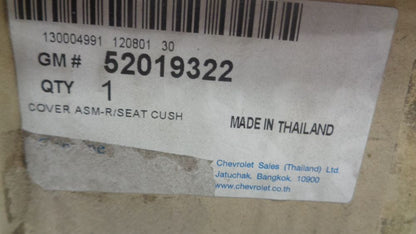 130004991 120801 30
GM # 52019322
QTY 1
COVER ASM-R/SEAT CUSH
MADE IN THAILAND
Chevrolet Sales (Thailand) Ltd.
Jatuchak, Bangkok. 10900
www.chevrolet.co.th